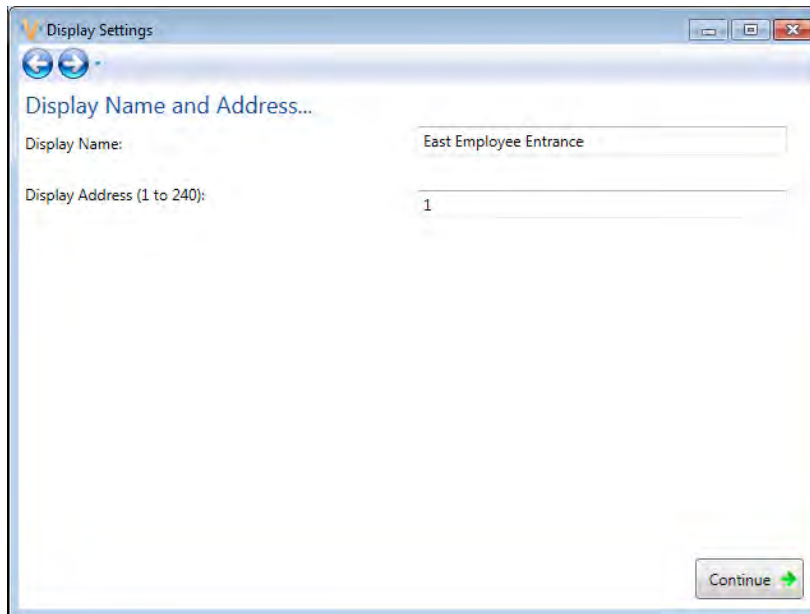 Display Settings
Display Name and Address...
Display Name:
East Employee Entrance
Display Address (1 to 240):
1
Continue